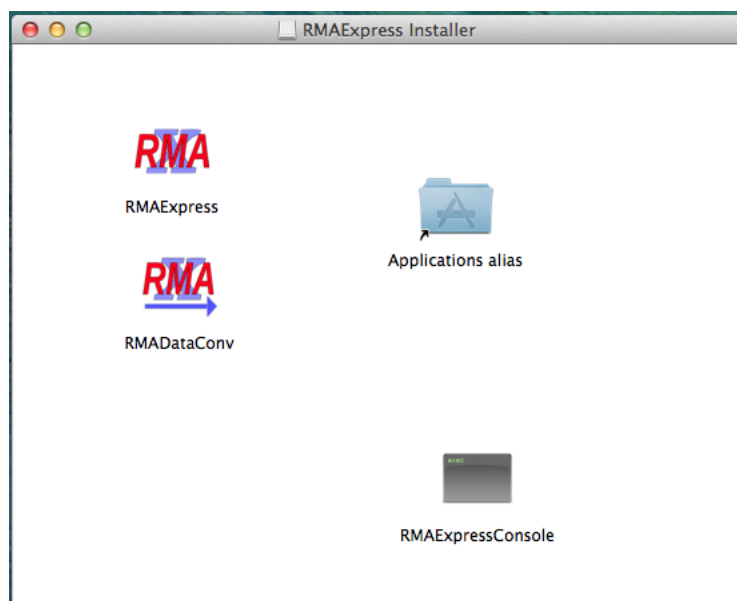 RMAExpress Installer
RMA
RMAExpress
Applications alias
RMA
RMADataConv
RMAExpressConsole